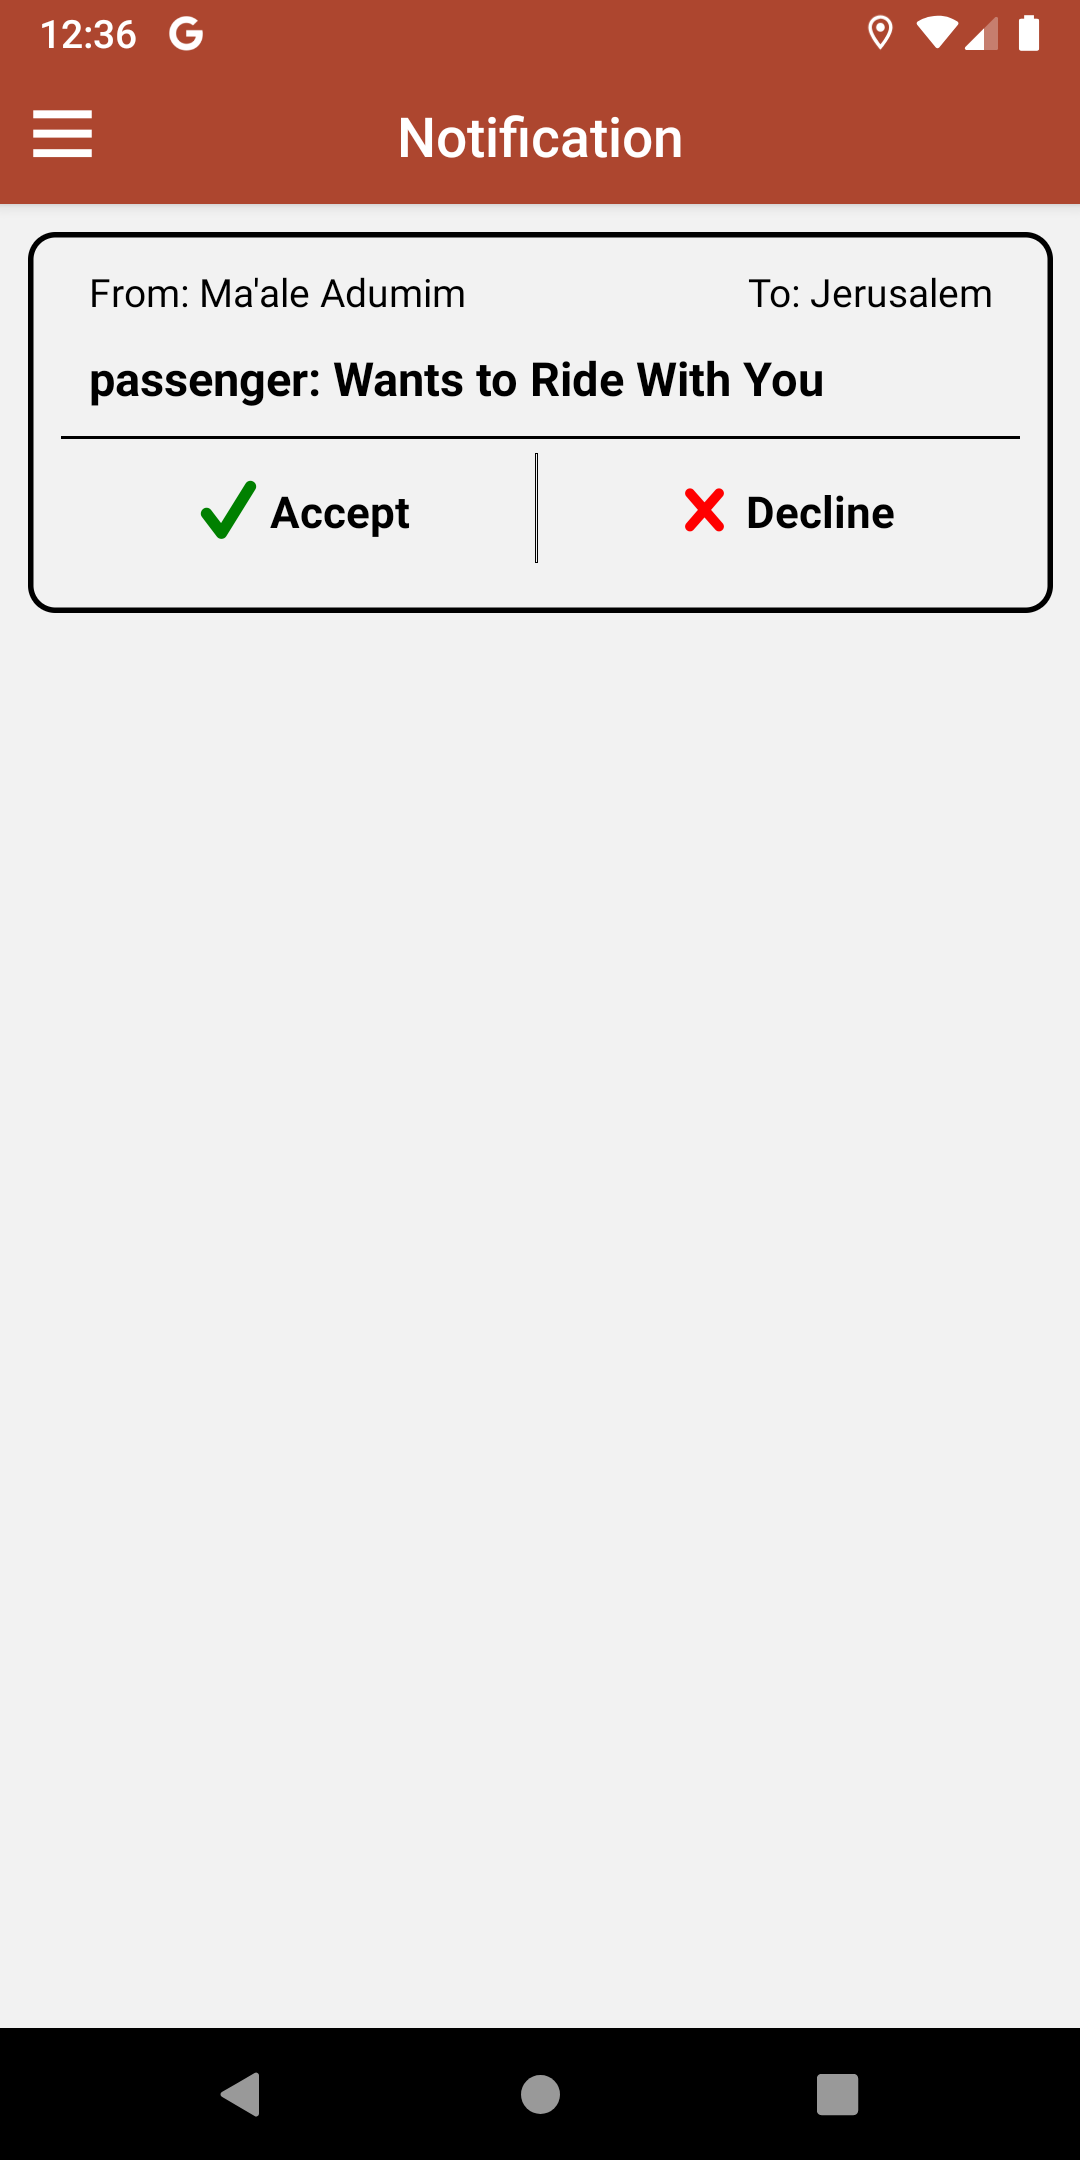 12:36 G
Notification
From: Ma'ale Adumim To: Jerusalem
passenger: Wants to Ride With You
Accept Decline